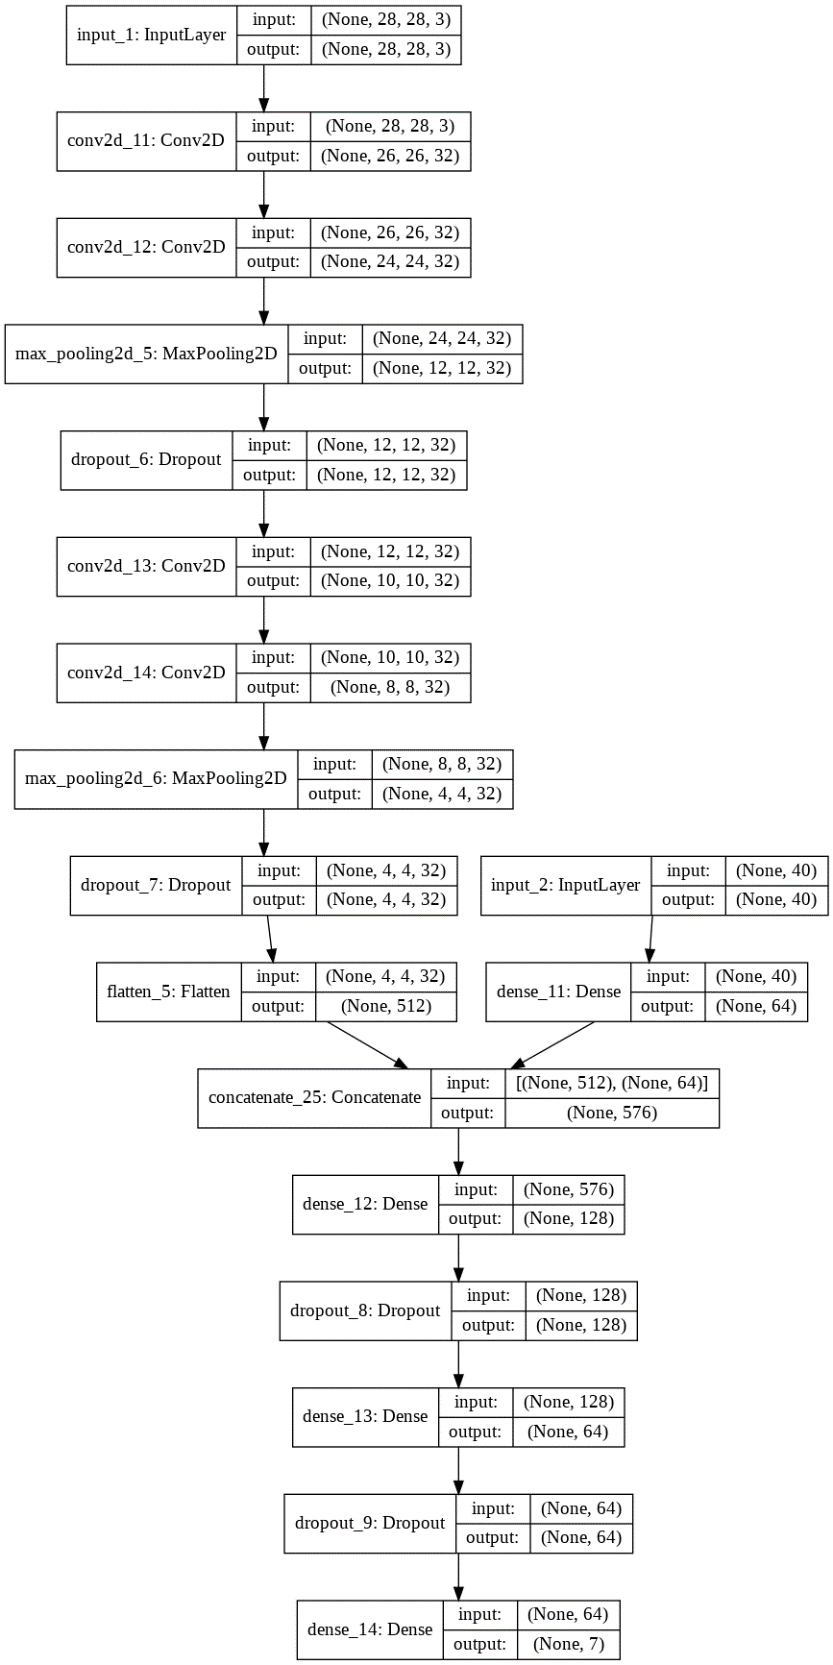 input_1: InputLayer
input: (None, 28, 28, 3)
output: (None, 28, 28, 3)
conv2d_11: Conv2D
input: (None, 28, 28, 3)
output: (None, 26, 26, 32)
conv2d_12: Conv2D
input: (None, 26, 26, 32)
output: (None, 24, 24, 32)
max_pooling2d_5: MaxPooling2D
input: (None, 24, 24, 32)
output: (None, 12, 12, 32)
dropout_6: Dropout
input: (None, 12, 12, 32)
output: (None, 12, 12, 32)
conv2d_13: Conv2D
input: (None, 12, 12, 32)
output: (None, 10, 10, 32)
conv2d_14: Conv2D
input: (None, 10, 10, 32)
output: (None, 8, 8, 32)
max_pooling2d_6: MaxPooling2D
input: (None, 8, 8, 32)
output: (None, 4, 4, 32)
dropout_7: Dropout
input: (None, 4, 4, 32)
output: (None, 4, 4, 32)
input_2: InputLayer
input: (None, 40)
output: (None, 40)
flatten_5: Flatten
input: (None, 4, 4, 32)
output: (None, 512)
dense_11: Dense
input: (None, 40)
output: (None, 64)
concatenate_25: Concatenate
input: [(None, 512), (None, 64)]
output: (None, 576)
dense_12: Dense
input: (None, 576)
output: (None, 128)
dropout_8: Dropout
input: (None, 128)
output: (None, 128)
dense_13: Dense
input: (None, 128)
output: (None, 64)
dropout_9: Dropout
input: (None, 64)
output: (None, 64)
dense_14: Dense
input: (None, 64)
output: (None, 7)